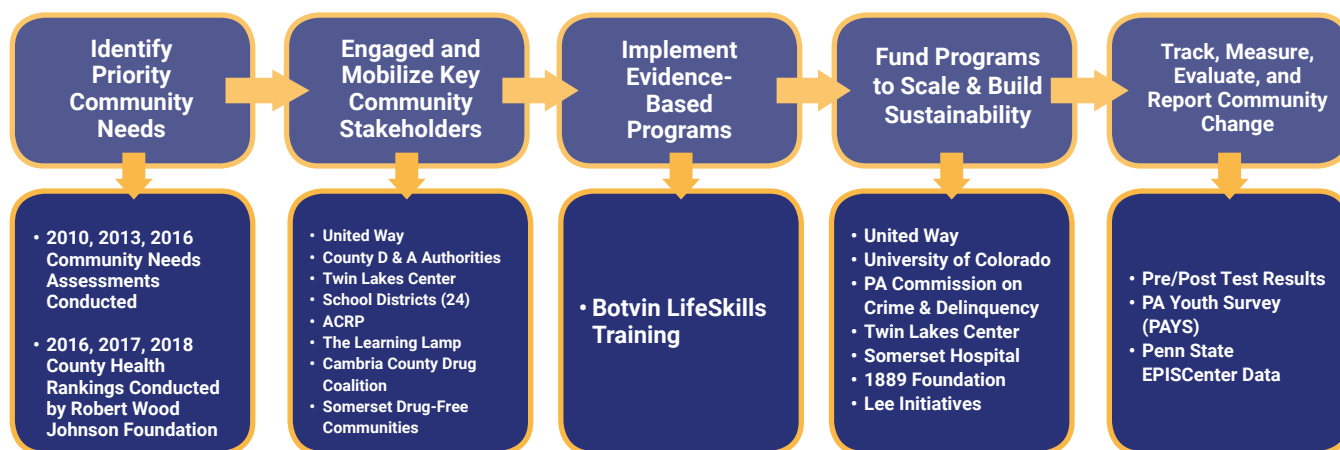 Identify
Priority
Community
Needs
Engaged and
Mobilize Key
Community
Stakeholders
Implement
Evidence-
Based
Programs
Fund Programs
to Scale & Build
Sustainability
Track, Measure,
Evaluate, and
Report Community
Change
• 2010, 2013, 2016
Community Needs
Assessments
Conducted
• 2016, 2017, 2018
County Health
Rankings Conducted
by Robert Wood
Johnson Foundation
• United Way
• County D & A Authorities
• Twin Lakes Center
• School Districts (24)
• ACRP
• The Learning Lamp
• Cambria County Drug
Coalition
• Somerset Drug-Free
Communities
• Botvin LifeSkills
Training
• United Way
• University of Colorado
• PA Commission on
Crime & Delinquency
• Twin Lakes Center
• Somerset Hospital
• 1889 Foundation
• Lee Initiatives
• Pre/Post Test Results
• PA Youth Survey
(PAYS)
• Penn State
EPISCenter Data